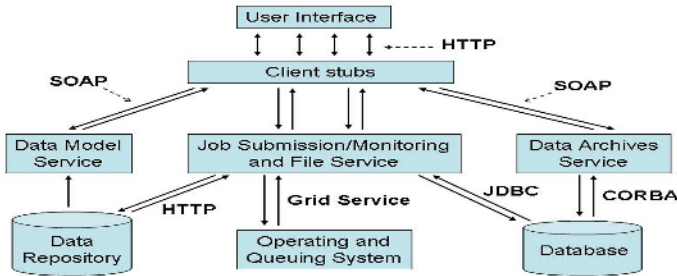 User Interface
HTTP
Client stubs
SOAP
SOAP
Data Model
Service
Job Submission/Monitoring
and File Service
Data Archives
Service
HTTP
Grid Service
JDBC
CORBA
Data
Repository
Operating and
Queuing System
Database